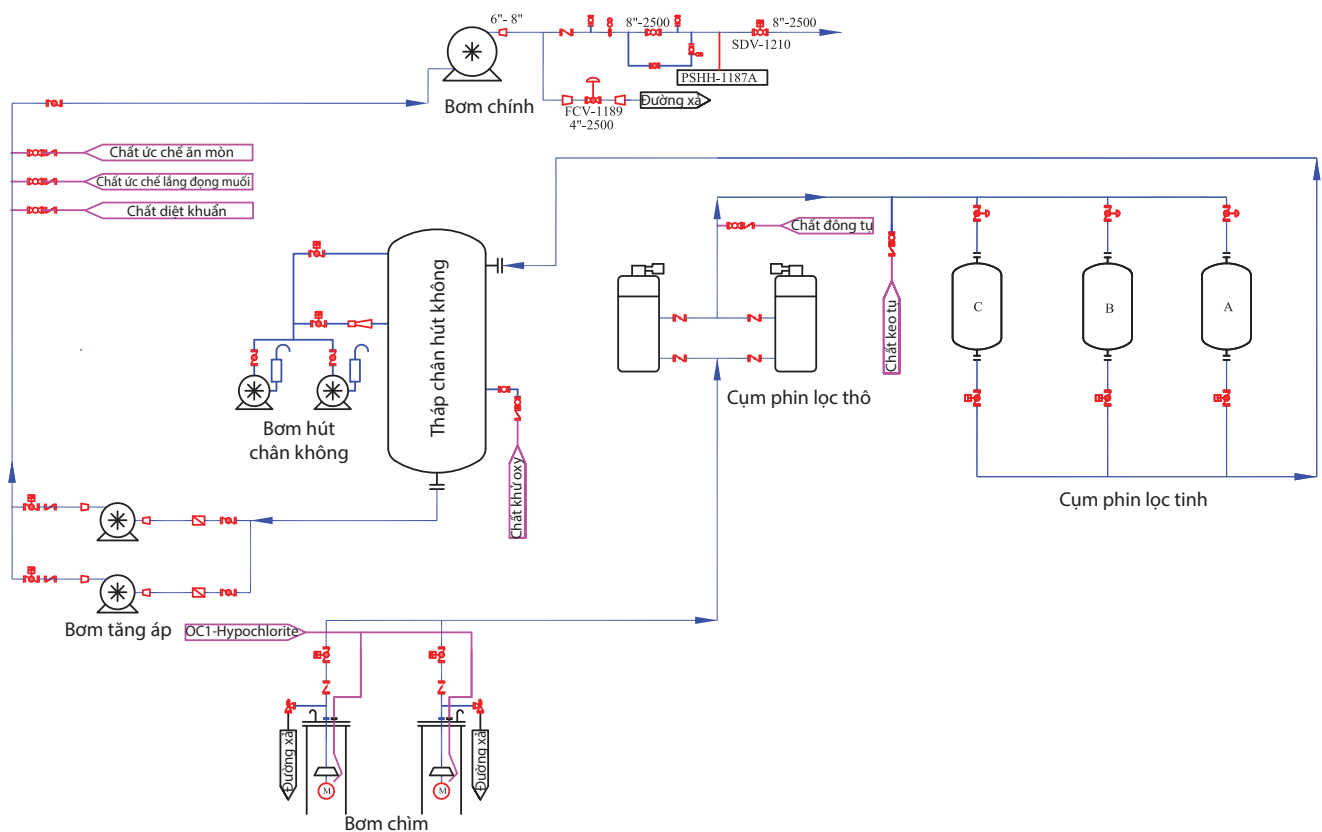 6"- 8"
8"-2500
8"-2500
SDV-1210
PSHH-1187A
Bơm chính
FCV-1189
4"-2500
Đường xả
Chất ức chế ăn mòn
Chất ức chế lắng đọng muối
Chất diệt khuẩn
Tháp chân hút không
Chất đông tụ
Chất keo tụ
C
B
A
Cụm phin lọc thô
Bơm hút
chân không
Chất khử oxy
Cụm phin lọc tinh
Bơm tăng áp
OC1-Hypochlorite
Đường xả
Đường xả
M
M
Bơm chìm